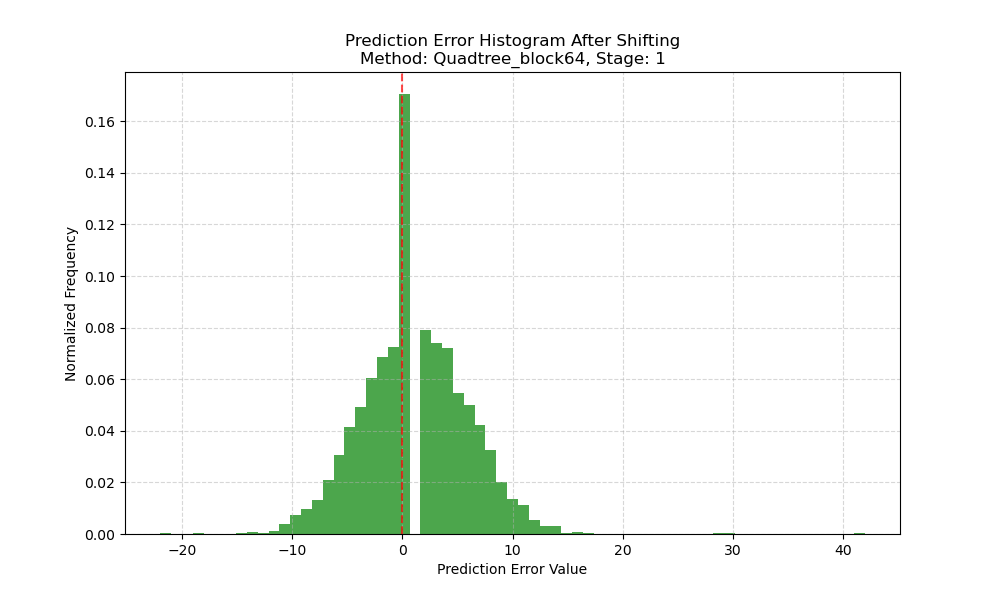 Prediction Error Histogram After Shifting
Method: Quadtree_block64, Stage: 1
0.16
0.14
0.12
0.10
0.08
0.06
0.04
0.02
0.00
Normalized Frequency
−20 −10 0 10 20 30 40
Prediction Error Value